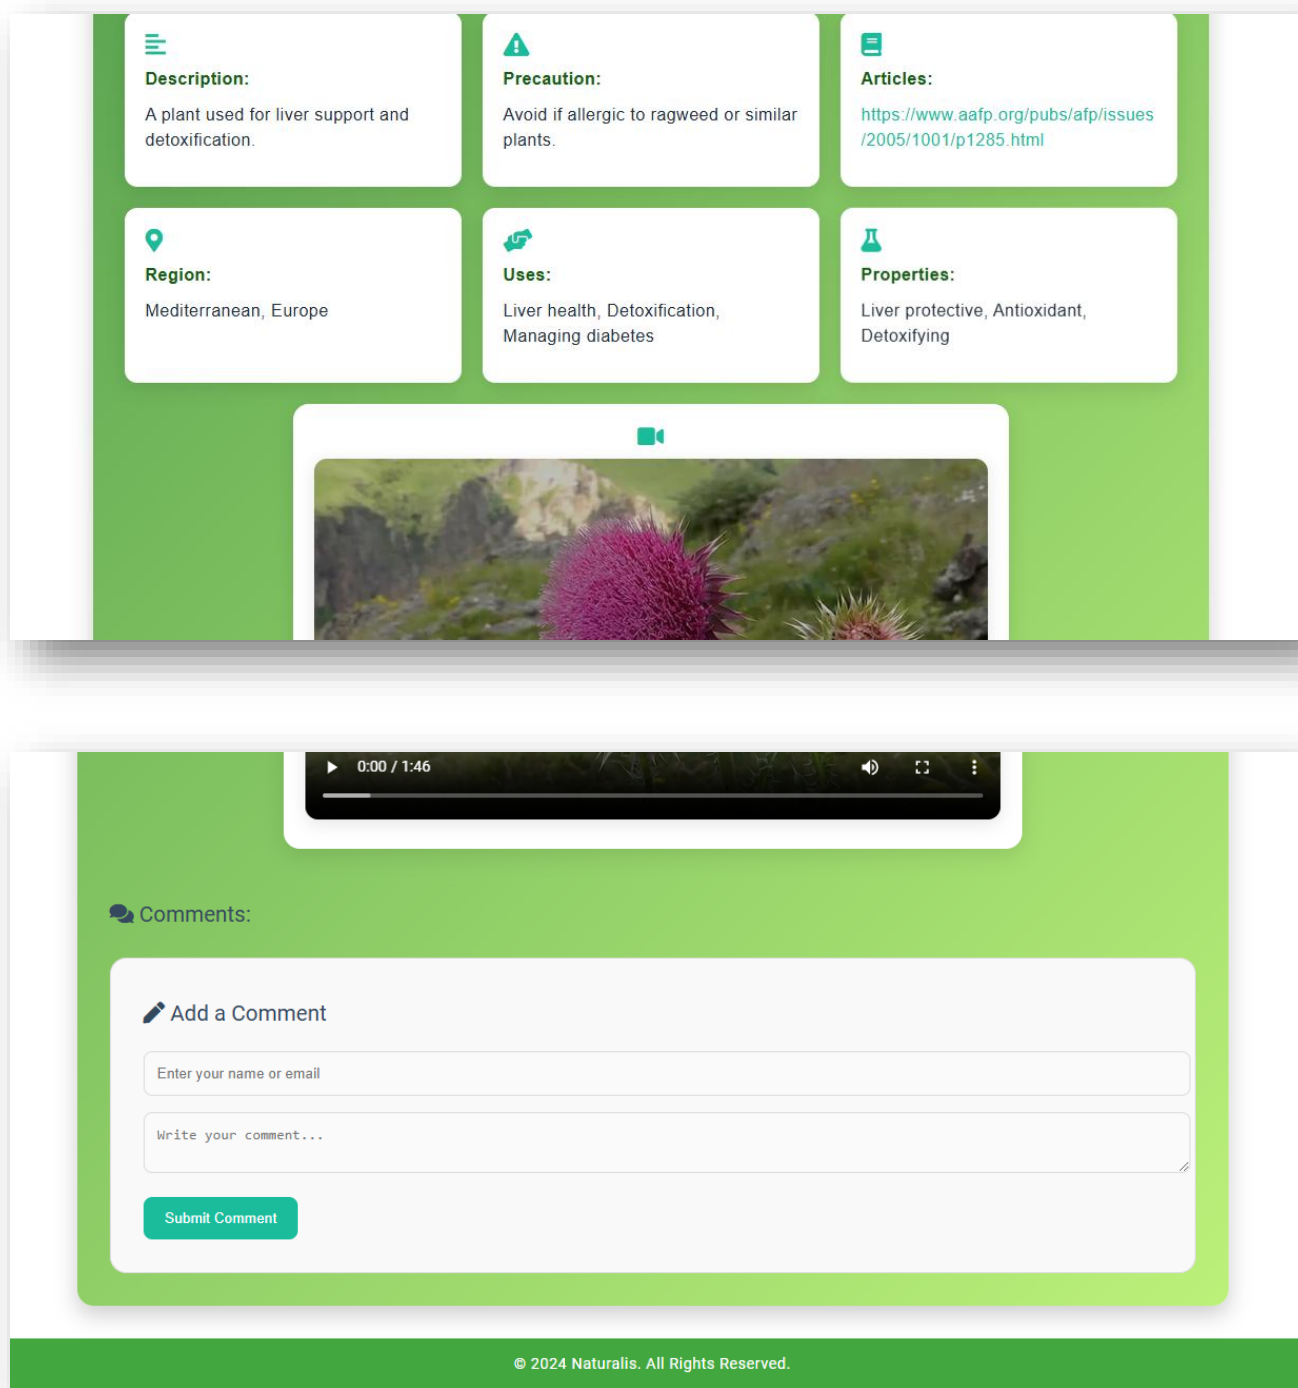 Description:
A plant used for liver support and
detoxification.
Precaution:
Avoid if allergic to ragweed or similar
plants.
Articles:
https://www.aafp.org/pubs/afp/issues
/2005/1001/p1285.html
Region:
Mediterranean, Europe
Uses:
Liver health, Detoxification,
Managing diabetes
Properties:
Liver protective, Antioxidant,
Detoxifying
0:00 / 1:46
Comments:
Add a Comment
Enter your name or email
Write your comment...
Submit Comment
© 2024 Naturalis. All Rights Reserved.